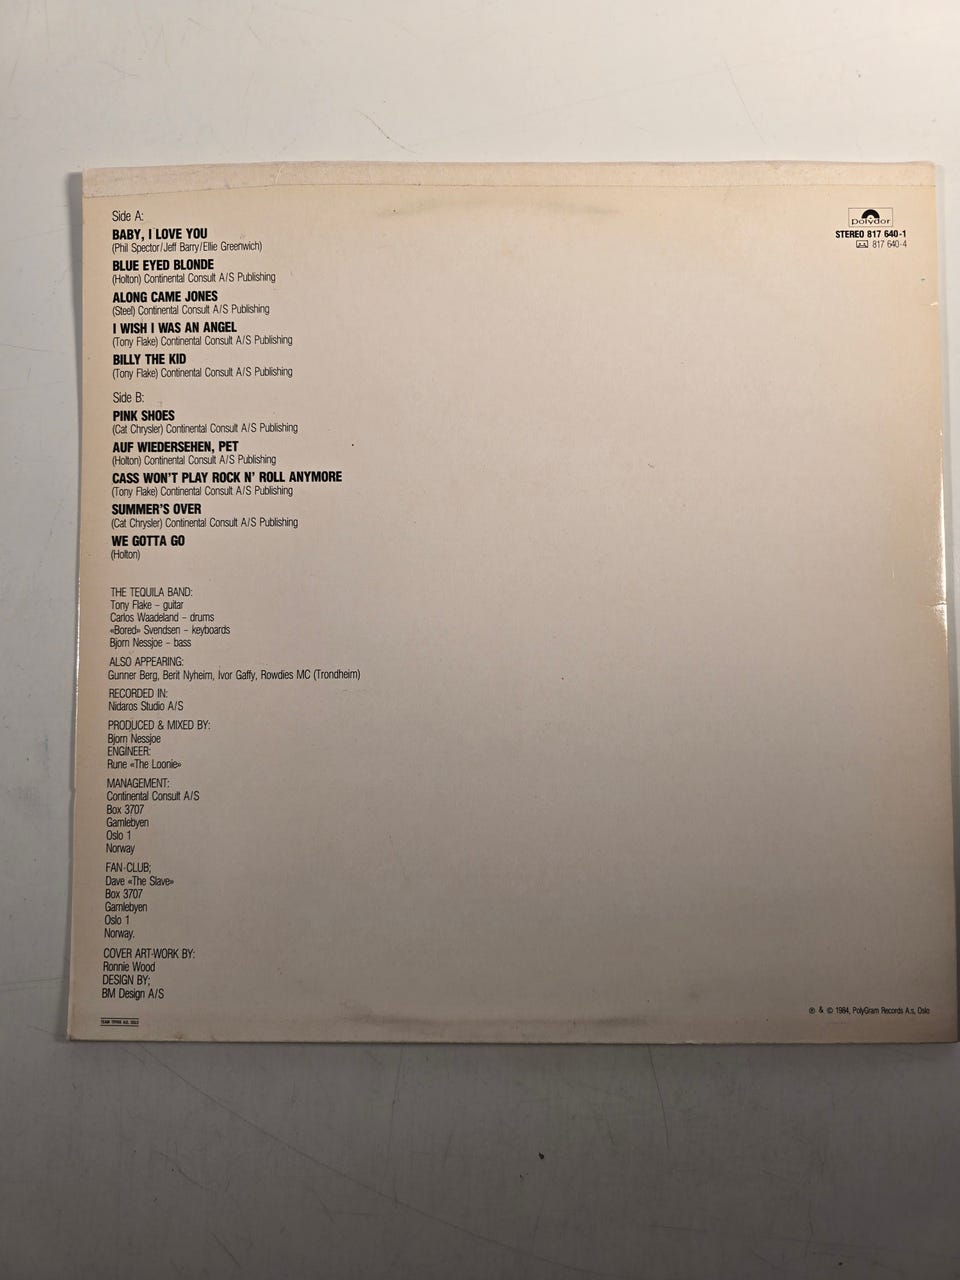 Side A:
BABY, I LOVE YOU
(Phil Spector/Jeff Barry/Ellie Greenwich)
BLUE EYED BLONDE
(Holton) Continental Consult A/S Publishing
ALONG CAME JONES
(Steel) Continental Consult A/S Publishing
I WISH I WAS AN ANGEL
(Tony Flake) Continental Consult A/S Publishing
BILLY THE KID
(Tony Flake) Continental Consult A/S Publishing
Side B:
PINK SHOES
(Cat Chrysler) Continental Consult A/S Publishing
AUF WIEDERSEHEN, PET
(Holton) Continental Consult A/S Publishing
CASS WON'T PLAY ROCK N' ROLL ANYMORE
(Tony Flake) Continental Consult A/S Publishing
SUMMER'S OVER
(Cat Chrysler) Continental Consult A/S Publishing
WE GOTTA GO
(Holton)
THE TEQUILA BAND:
Tony Flake – guitar
Carlos Waadeland – drums
«Bored» Svendsen – keyboards
Bjorn Nessjoe – bass
ALSO APPEARING:
Gunner Berg, Berit Nyheim, Ivor Gaffy, Rowdies MC (Trondheim)
RECORDED IN:
Nidaros Studio A/S
PRODUCED & MIXED BY:
Bjorn Nessjoe
ENGINEER:
Rune «The Loonie»
MANAGEMENT:
Continental Consult A/S
Box 3707
Gamlebyen
Oslo 1
Norway
FAN-CLUB;
Dave «The Slave»
Box 3707
Gamlebyen
Oslo 1
Norway.
COVER ART-WORK BY:
Ronnie Wood
DESIGN BY;
BM Design A/S
polydor
STEREO 817 640-1
817 640-4
℗ & © 1984, PolyGram Records A.s, Oslo